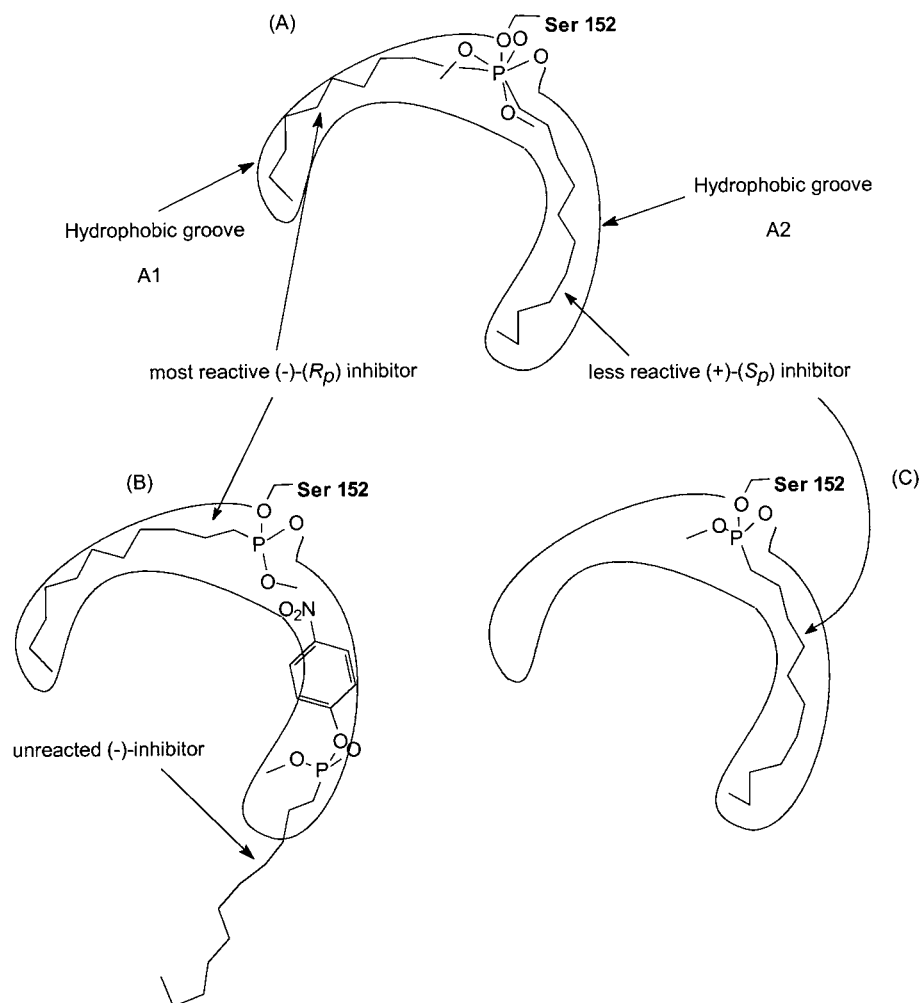 (A)
Ser 152
O
O
O
O
P
O
Hydrophobic groove
A1
Hydrophobic groove
A2
most reactive (-)-(Rp) inhibitor
less reactive (+)-(Sp) inhibitor
(B)
Ser 152
O
O
P
O
O2N
O
O
O
P
unreacted (-)-inhibitor
(C)
Ser 152
O
O
O
P